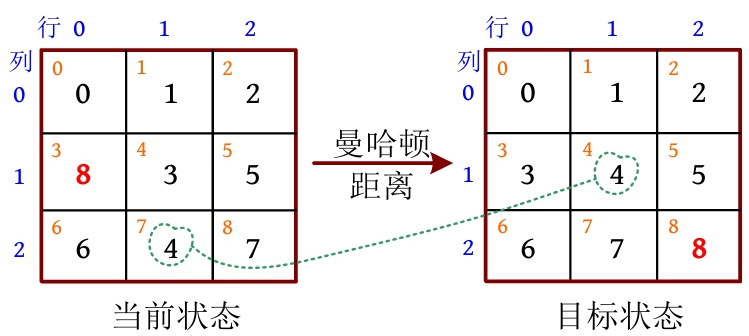 行 0 1 2
列
0
1
2
0 0 1 1 2 2
3 8 4 3 5 5
6 6 7 4 8 7
当前状态
曼哈顿
距离
行 0 1 2
列
0
1
2
0 0 1 1 2 2
3 3 4 4 5 5
6 6 7 7 8 8
目标状态